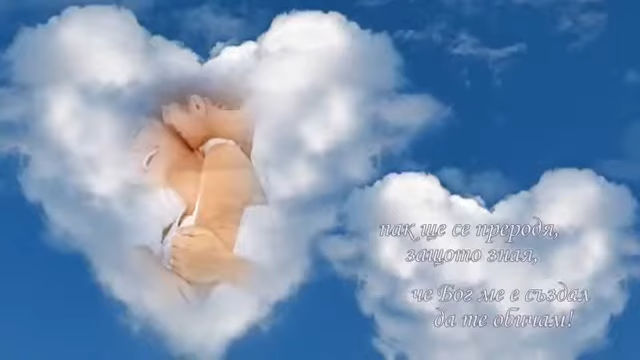 пак ще се преродя,
защото зная,
че Бог ме е създал
да те обичам!